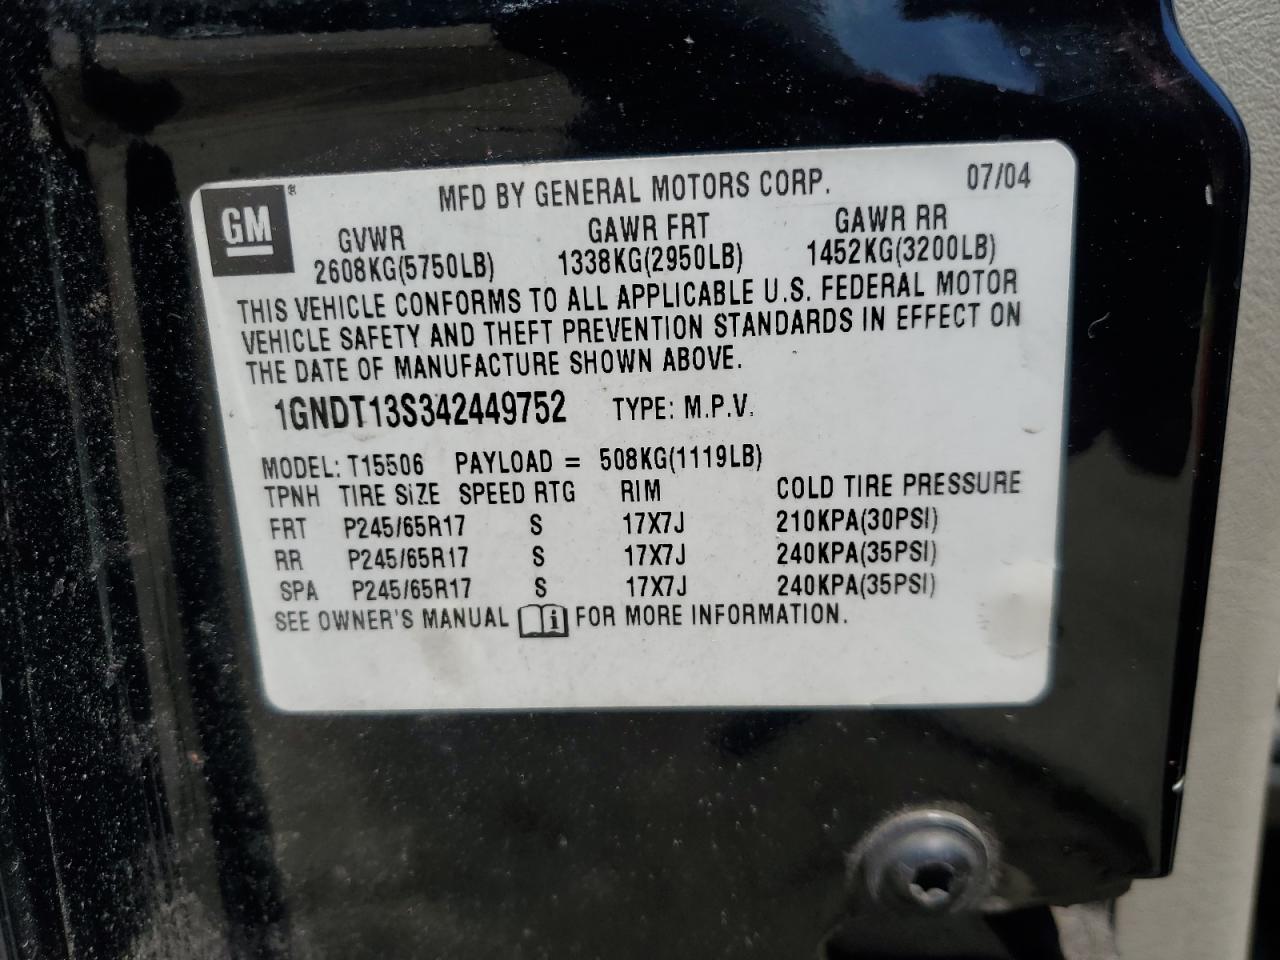 GM ® MFD BY GENERAL MOTORS CORP. 07/04
GVWR GAWR FRT GAWR RR
2608KG(5750LB) 1338KG(2950LB) 1452KG(3200LB)
THIS VEHICLE CONFORMS TO ALL APPLICABLE U.S. FEDERAL MOTOR
VEHICLE SAFETY AND THEFT PREVENTION STANDARDS IN EFFECT ON
THE DATE OF MANUFACTURE SHOWN ABOVE.
1GNDT13S342449752 TYPE: M.P.V.
MODEL: T15506 PAYLOAD = 508KG(1119LB)
TPNH TIRE SIZE SPEED RTG RIM COLD TIRE PRESSURE
FRT P245/65R17 S 17X7J 210KPA(30PSI)
RR P245/65R17 S 17X7J 240KPA(35PSI)
SPA P245/65R17 S 17X7J 240KPA(35PSI)
SEE OWNER'S MANUAL i FOR MORE INFORMATION.